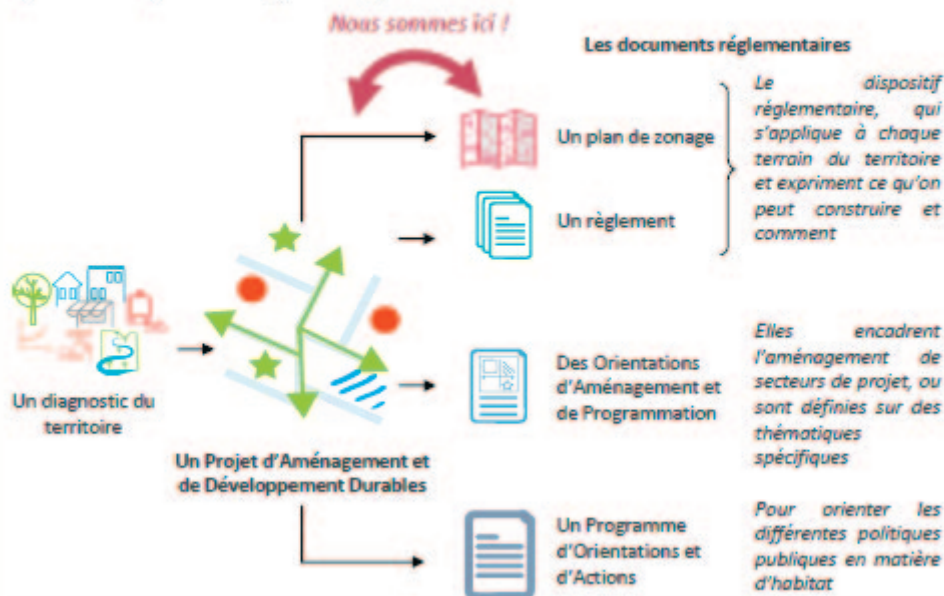 Nous sommes ici !
Les documents réglementaires
Un plan de zonage
Un règlement
Le dispositif
réglementaire, qui
s'applique à chaque
terrain du territoire
et expriment ce qu'on
peut construire et
comment
Un diagnostic du
territoire
Un Projet d'Aménagement et
de Développement Durables
Des Orientations
d'Aménagement et
de Programmation
Elles encadrent
l'aménagement de
secteurs de projet, ou
sont définies sur des
thématiques
spécifiques
Un Programme
d'Orientations et
d'Actions
Pour orienter les
différentes politiques
publiques en matière
d'habitat